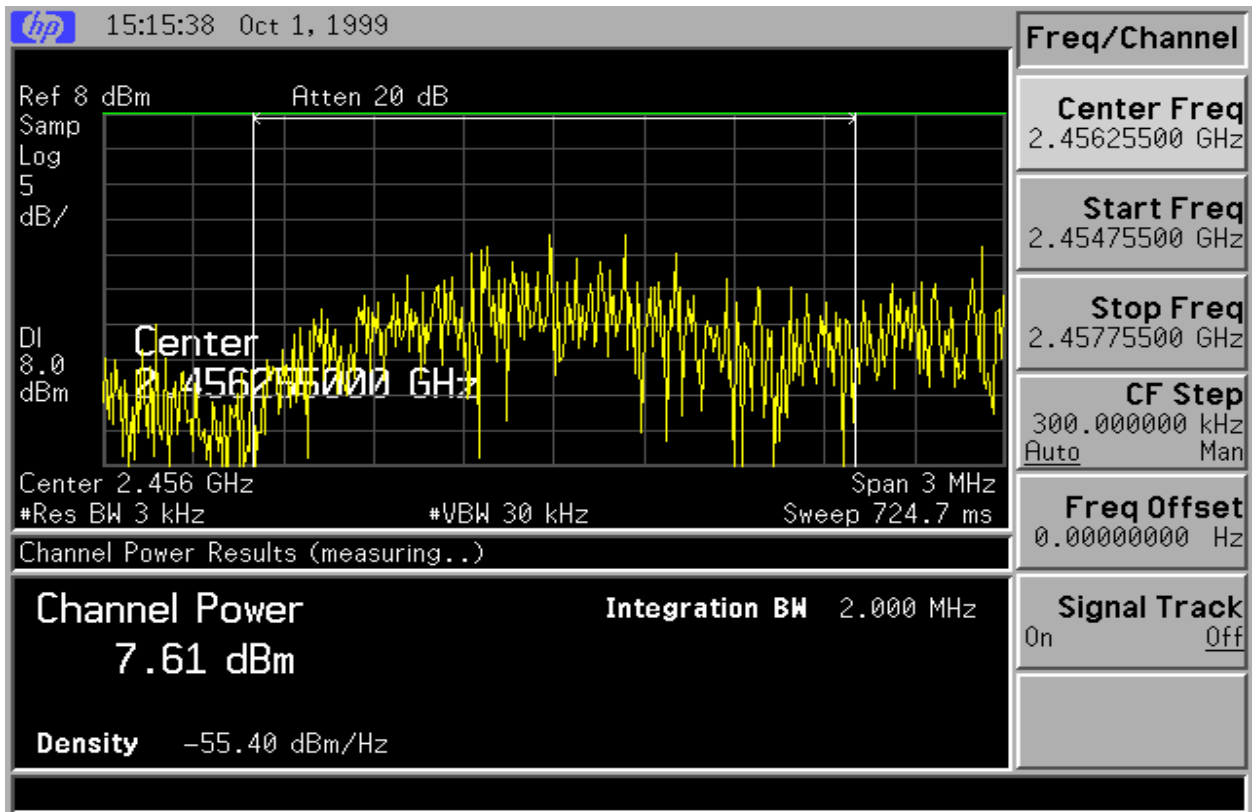 hp 15:15:38 Oct 1, 1999
Ref 8 dBm Atten 20 dB
Samp
Log
5
dB/
DI
8.0
dBm
Center
2.456255000 GHz
Center 2.456 GHz Span 3 MHz
#Res BW 3 kHz #VBW 30 kHz Sweep 724.7 ms
Channel Power Results (measuring..)
Channel Power
7.61 dBm
Integration BW 2.000 MHz
Density -55.40 dBm/Hz
Freq/Channel
Center Freq
2.45625500 GHz
Start Freq
2.45475500 GHz
Stop Freq
2.45775500 GHz
CF Step
300.000000 kHz
Auto Man
Freq Offset
0.00000000 Hz
Signal Track
On Off